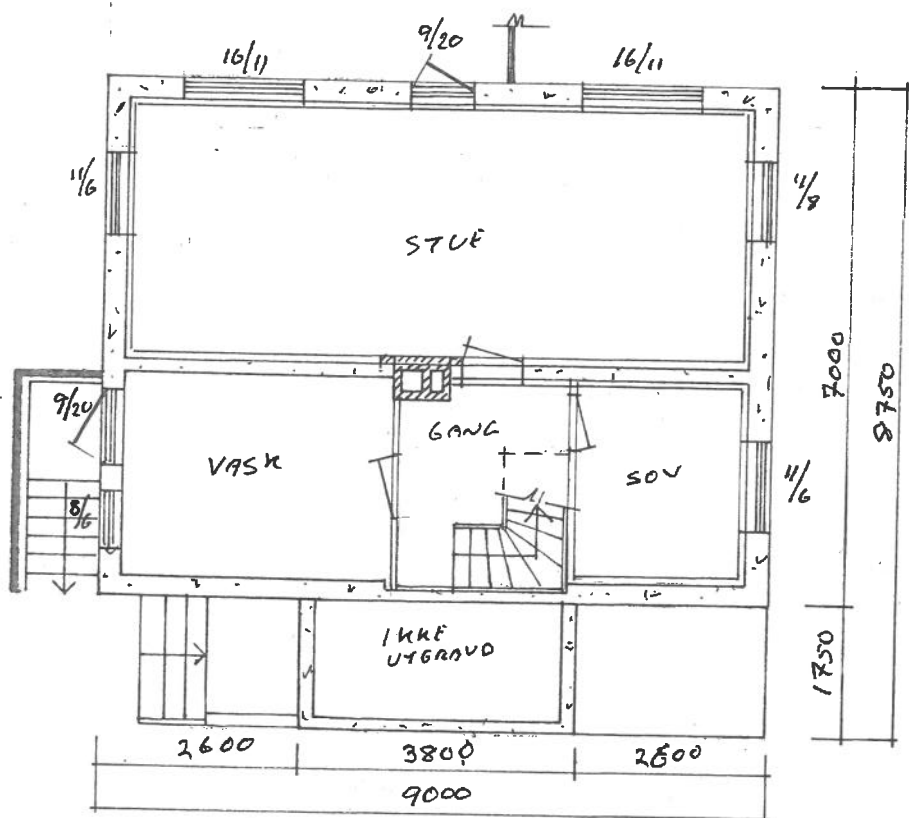 16/11
9/20
16/11
11/6
11/8
STUE
9/20
GANG
VASK
SOV
8/6
11/6
7000
8750
IKKE
UTGRAVD
1750
2600
3800
2600
9000